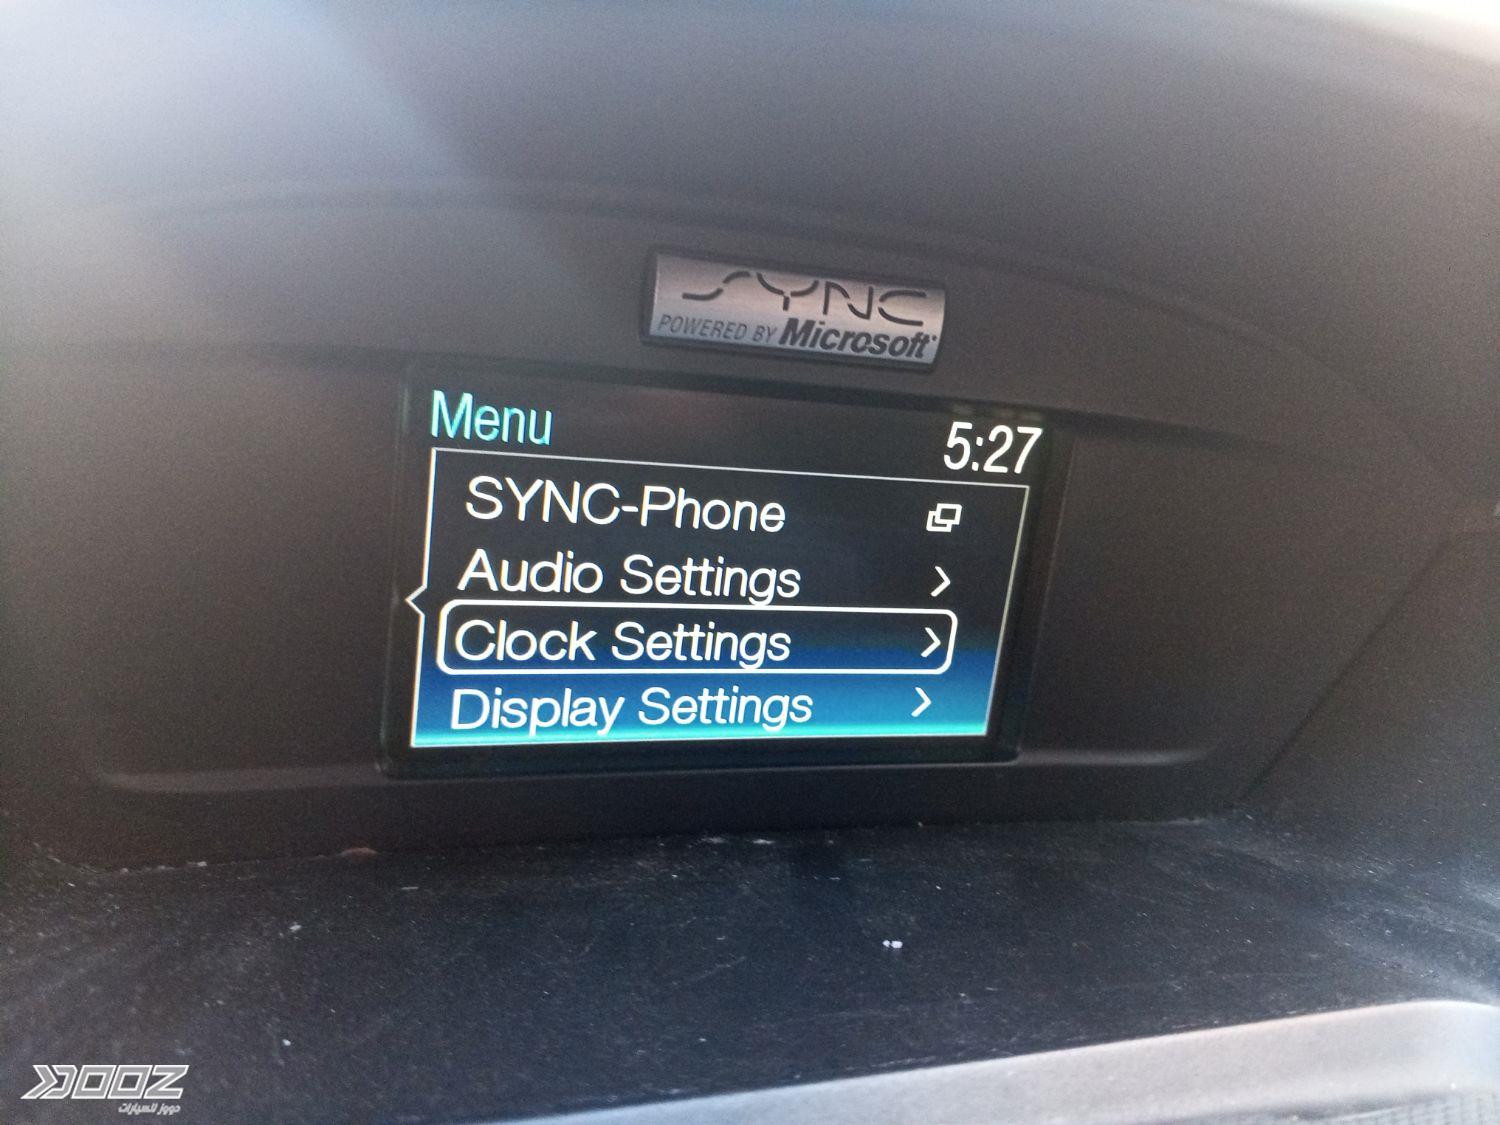 SYNC
POWERED BY Microsoft
Menu
5:27
SYNC-Phone
Audio Settings
Clock Settings
Display Settings
DOOZ
دووز للسيارات